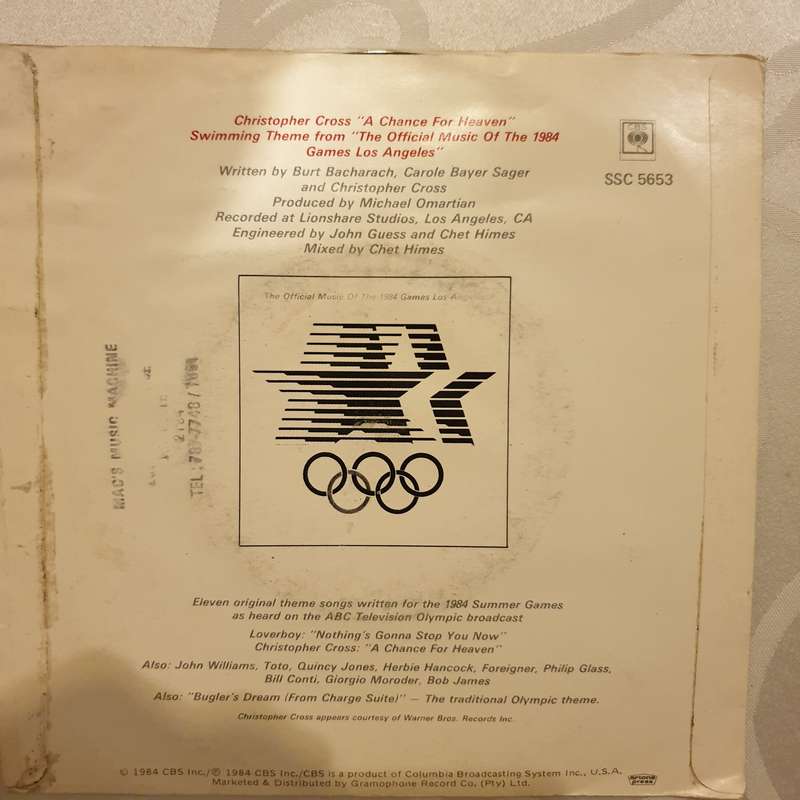 Christopher Cross "A Chance For Heaven"
Swimming Theme from "The Official Music Of The 1984
Games Los Angeles"
Written by Burt Bacharach, Carole Bayer Sager
and Christopher Cross
Produced by Michael Omartian
Recorded at Lionshare Studios, Los Angeles, CA
Engineered by John Guess and Chet Himes
Mixed by Chet Himes
CBS
SSC 5653
The Official Music Of The 1984 Games Los Angeles
MAC'S MUSIC MACHINE
2194
TEL:
Eleven original theme songs written for the 1984 Summer Games
as heard on the ABC Television Olympic broadcast
Loverboy: "Nothing's Gonna Stop You Now"
Christopher Cross: "A Chance For Heaven"
Also: John Williams, Toto, Quincy Jones, Herbie Hancock, Foreigner, Philip Glass,
Bill Conti, Giorgio Moroder, Bob James
Also: "Bugler's Dream (From Charge Suite)" — The traditional Olympic theme.
Christopher Cross appears courtesy of Warner Bros. Records Inc.
© 1984 CBS Inc./℗ 1984 CBS Inc./CBS is a product of Columbia Broadcasting System Inc., U.S.A.
Marketed & Distributed by Gramophone Record Co. (Pty) Ltd.
artone press